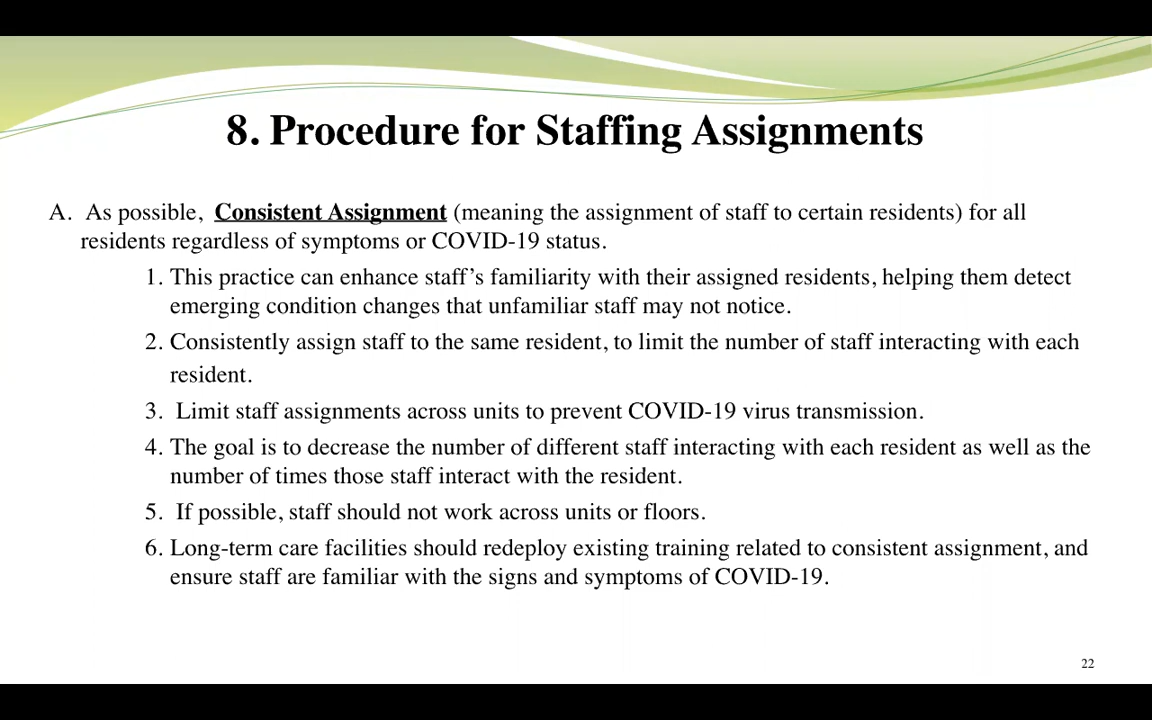 8. Procedure for Staffing Assignments
A. As possible, Consistent Assignment (meaning the assignment of staff to certain residents) for all
residents regardless of symptoms or COVID-19 status.
1. This practice can enhance staff’s familiarity with their assigned residents, helping them detect
emerging condition changes that unfamiliar staff may not notice.
2. Consistently assign staff to the same resident, to limit the number of staff interacting with each
resident.
3. Limit staff assignments across units to prevent COVID-19 virus transmission.
4. The goal is to decrease the number of different staff interacting with each resident as well as the
number of times those staff interact with the resident.
5. If possible, staff should not work across units or floors.
6. Long-term care facilities should redeploy existing training related to consistent assignment, and
ensure staff are familiar with the signs and symptoms of COVID-19.
22